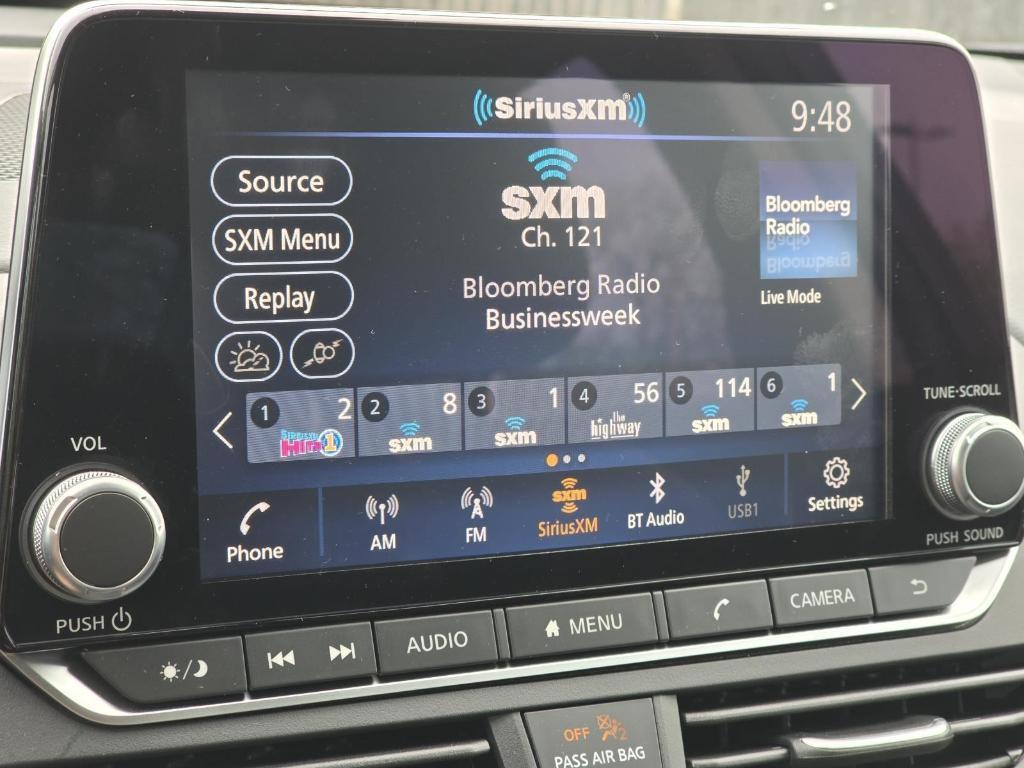 SiriusXM
9:48
Source
SXM Menu
Replay
sxm
Ch. 121
Bloomberg Radio
Businessweek
Bloomberg
Radio
Live Mode
1 2
SiriusXM
Hits 1
2 8
sxm
3 1
sxm
4 56
the
highway
5 114
sxm
6 1
sxm
Phone
AM
FM
sxm
SiriusXM
BT Audio
USB1
Settings
VOL
PUSH
TUNE·SCROLL
PUSH SOUND
AUDIO
MENU
CAMERA
OFF
PASS AIR BAG